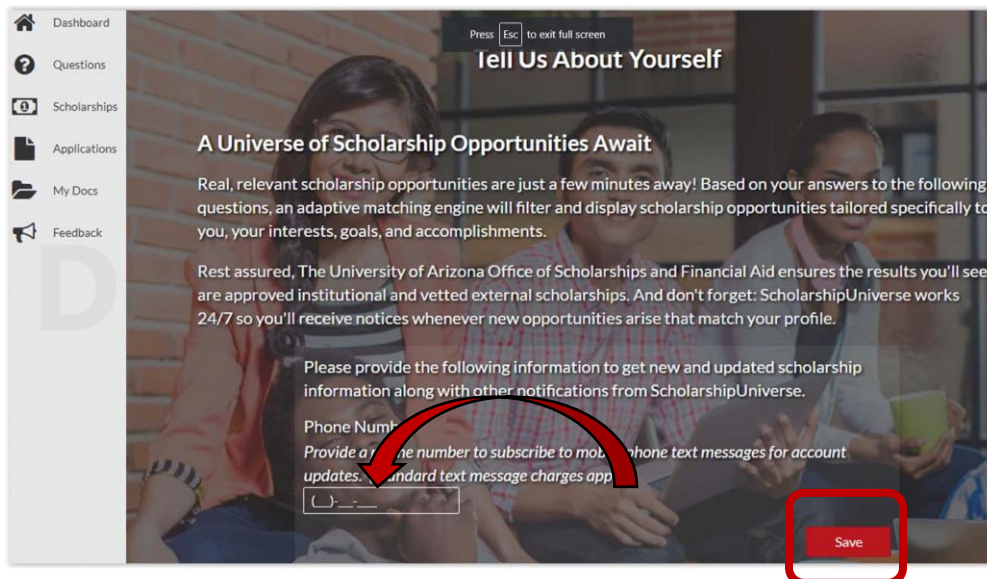 Dashboard
Questions
Scholarships
Applications
My Docs
Feedback
D
Press Esc to exit full screen
Tell Us About Yourself
A Universe of Scholarship Opportunities Await
Real, relevant scholarship opportunities are just a few minutes away! Based on your answers to the following
questions, an adaptive matching engine will filter and display scholarship opportunities tailored specifically to
you, your interests, goals, and accomplishments.
Rest assured, The University of Arizona Office of Scholarships and Financial Aid ensures the results you'll see
are approved institutional and vetted external scholarships. And don't forget: ScholarshipUniverse works
24/7 so you'll receive notices whenever new opportunities arise that match your profile.
Please provide the following information to get new and updated scholarship
information along with other notifications from ScholarshipUniverse.
Phone Numb
Provide a number to subscribe to phone text messages for account
updates. text message charges app
(__)-__-___
Save